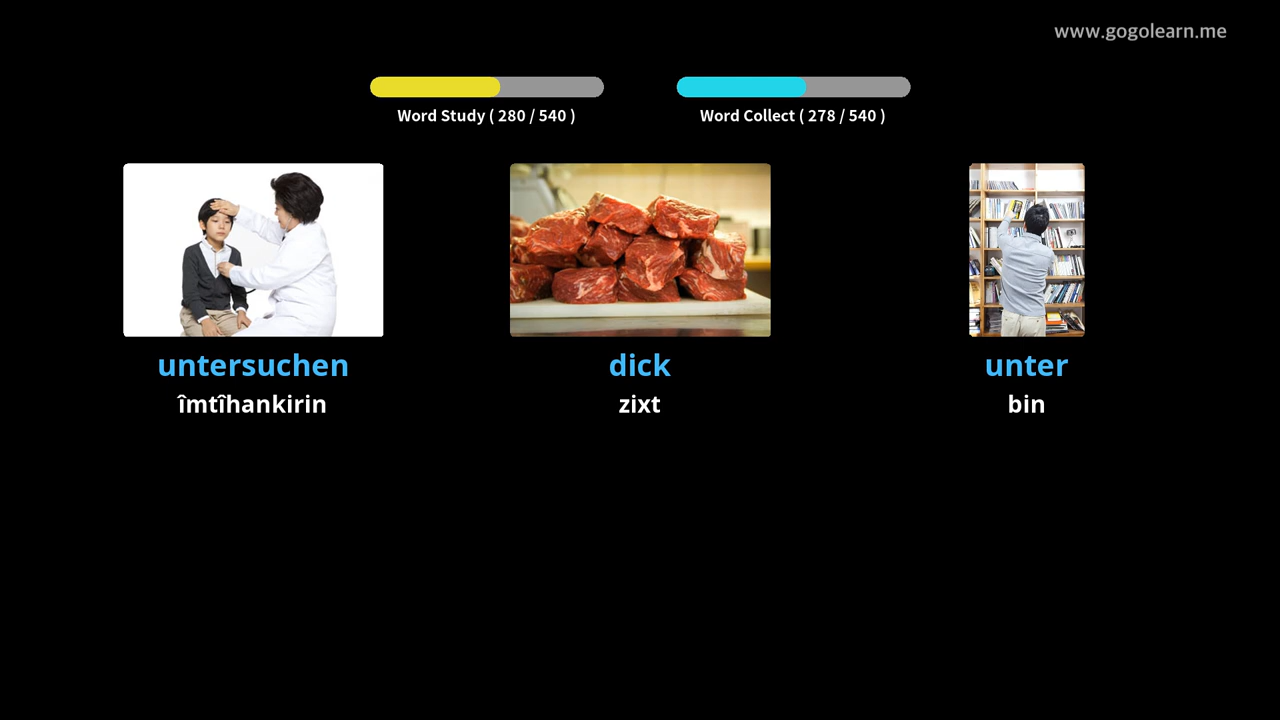 www.gogolearn.me
Word Study ( 280 / 540 )
Word Collect ( 278 / 540 )
untersuchen
îmtîhankirin
dick
zixt
unter
bin